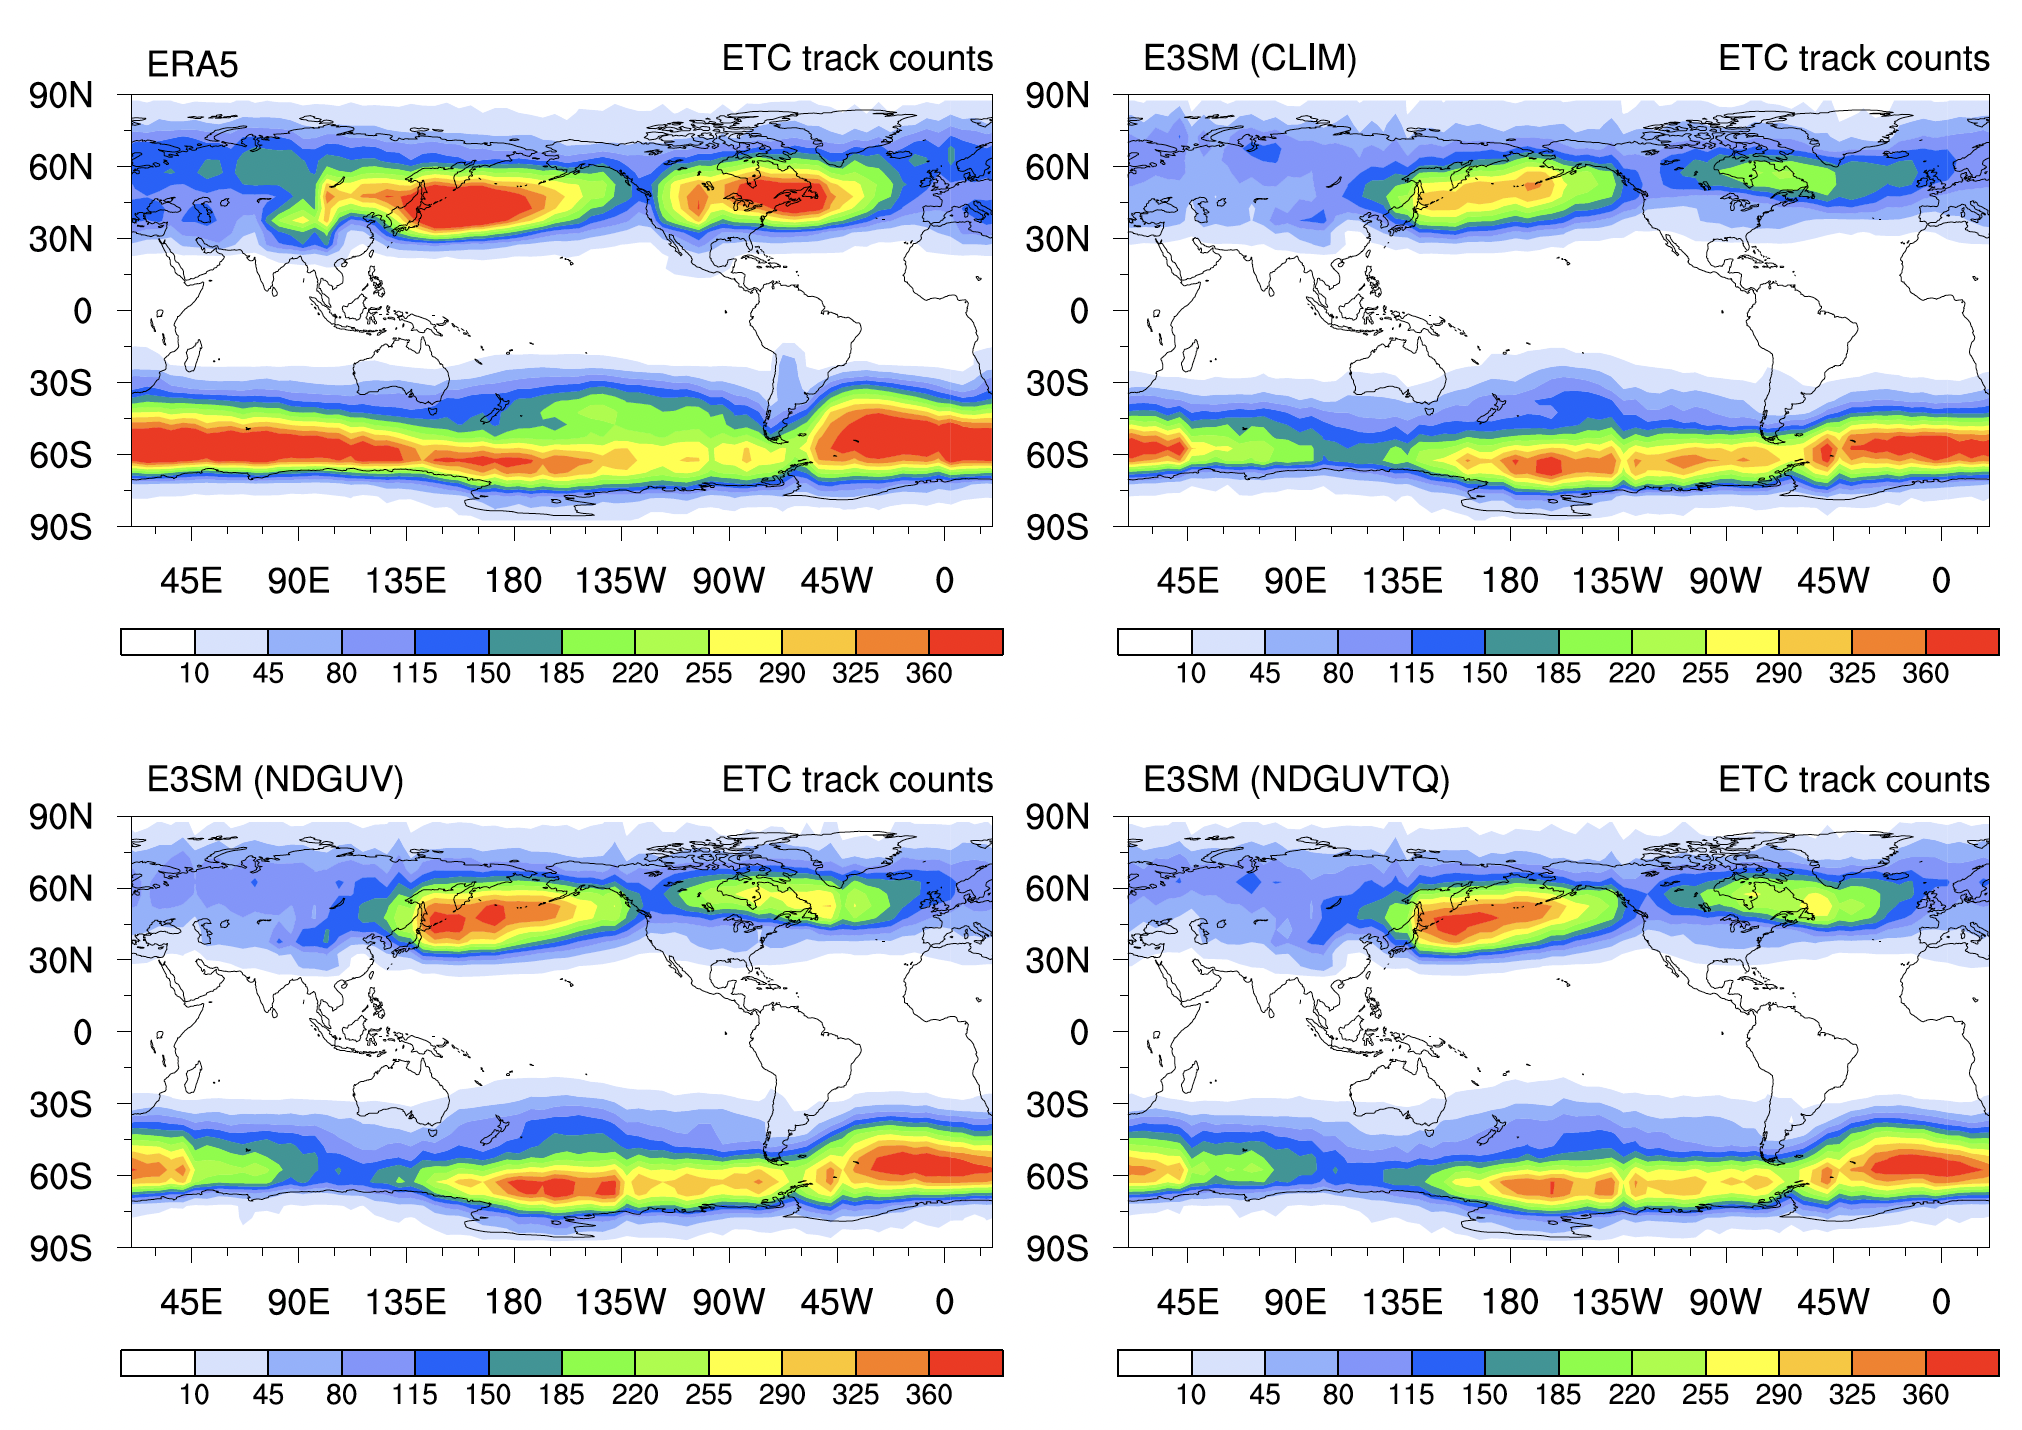 ERA5 ETC track counts
90N
60N
30N
0
30S
60S
90S
45E 90E 135E 180 135W 90W 45W 0
10 45 80 115 150 185 220 255 290 325 360
E3SM (CLIM) ETC track counts
90N
60N
30N
0
30S
60S
90S
45E 90E 135E 180 135W 90W 45W 0
10 45 80 115 150 185 220 255 290 325 360
E3SM (NDGUV) ETC track counts
90N
60N
30N
0
30S
60S
90S
45E 90E 135E 180 135W 90W 45W 0
10 45 80 115 150 185 220 255 290 325 360
E3SM (NDGUVTQ) ETC track counts
90N
60N
30N
0
30S
60S
90S
45E 90E 135E 180 135W 90W 45W 0
10 45 80 115 150 185 220 255 290 325 360